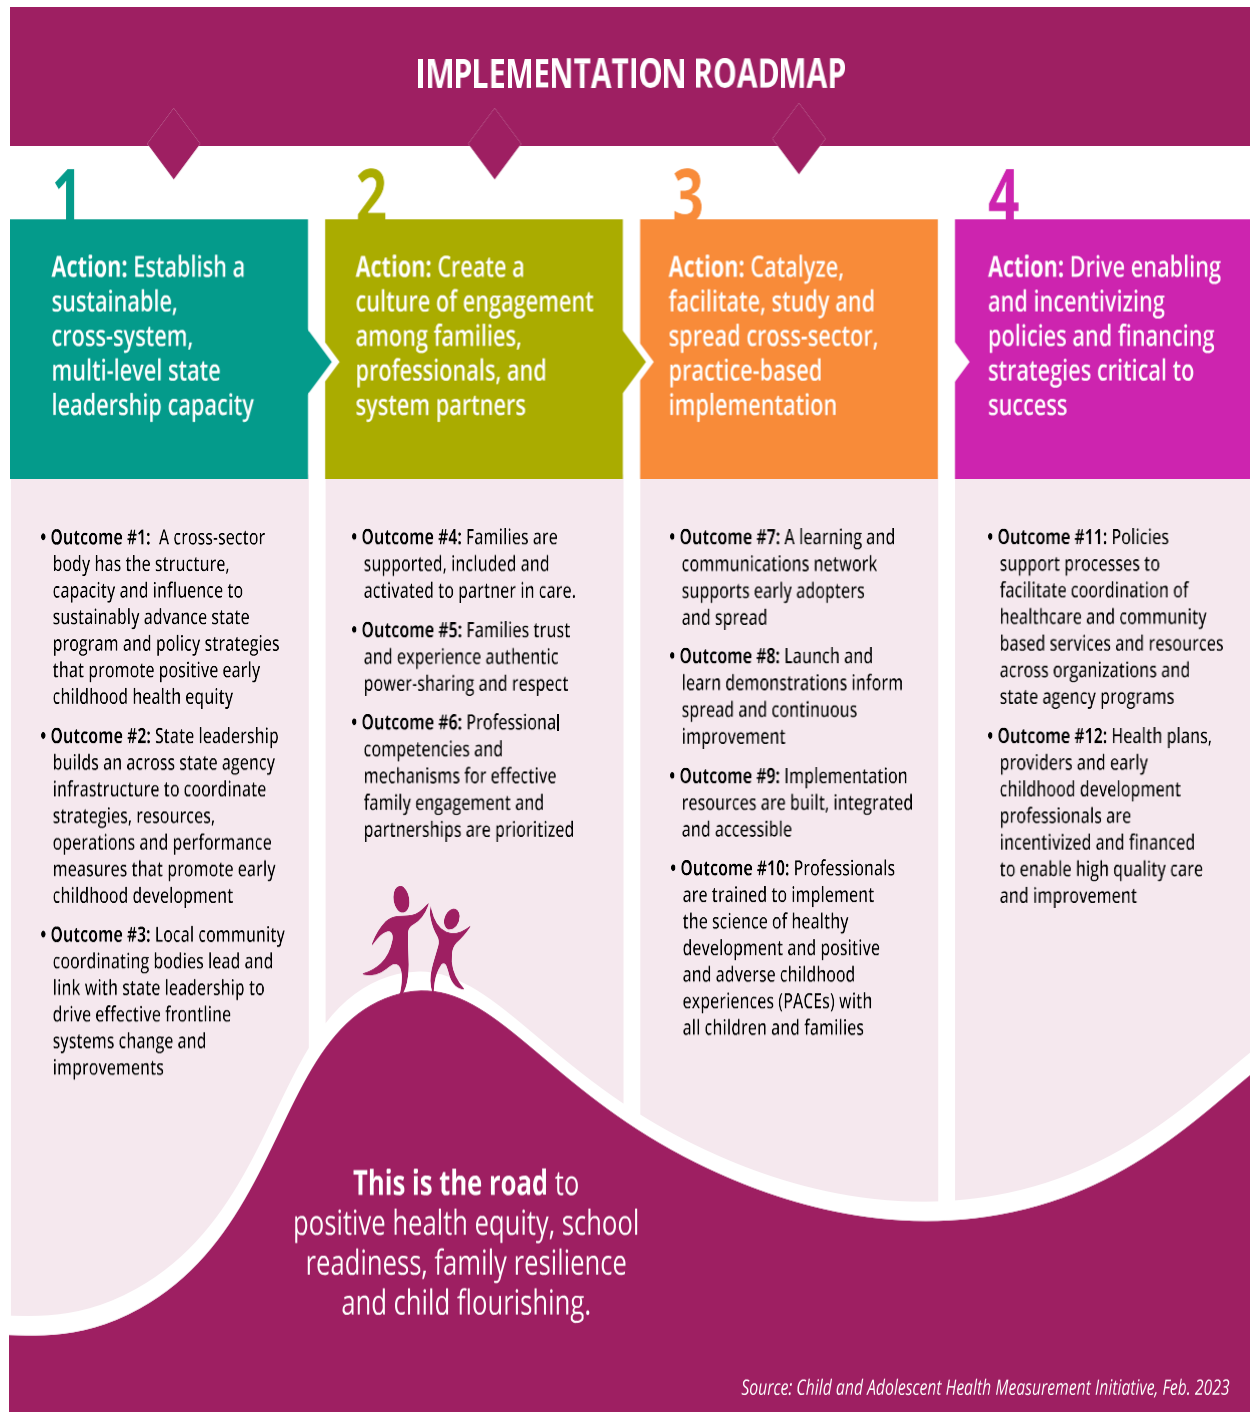 IMPLEMENTATION ROADMAP
1
Action: Establish a
sustainable,
cross-system,
multi-level state
leadership capacity
• Outcome #1: A cross-sector
body has the structure,
capacity and influence to
sustainably advance state
program and policy strategies
that promote positive early
childhood health equity
• Outcome #2: State leadership
builds an across state agency
infrastructure to coordinate
strategies, resources,
operations and performance
measures that promote early
childhood development
• Outcome #3: Local community
coordinating bodies lead and
link with state leadership to
drive effective frontline
systems change and
improvements
2
Action: Create a
culture of engagement
among families,
professionals, and
system partners
• Outcome #4: Families are
supported, included and
activated to partner in care.
• Outcome #5: Families trust
and experience authentic
power-sharing and respect
• Outcome #6: Professional
competencies and
mechanisms for effective
family engagement and
partnerships are prioritized
3
Action: Catalyze,
facilitate, study and
spread cross-sector,
practice-based
implementation
• Outcome #7: A learning and
communications network
supports early adopters
and spread
• Outcome #8: Launch and
learn demonstrations inform
spread and continuous
improvement
• Outcome #9: Implementation
resources are built, integrated
and accessible
• Outcome #10: Professionals
are trained to implement
the science of healthy
development and positive
and adverse childhood
experiences (PACEs) with
all children and families
4
Action: Drive enabling
and incentivizing
policies and financing
strategies critical to
success
• Outcome #11: Policies
support processes to
facilitate coordination of
healthcare and community
based services and resources
across organizations and
state agency programs
• Outcome #12: Health plans,
providers and early
childhood development
professionals are
incentivized and financed
to enable high quality care
and improvement
This is the road to
positive health equity, school
readiness, family resilience
and child flourishing.
Source: Child and Adolescent Health Measurement Initiative, Feb. 2023